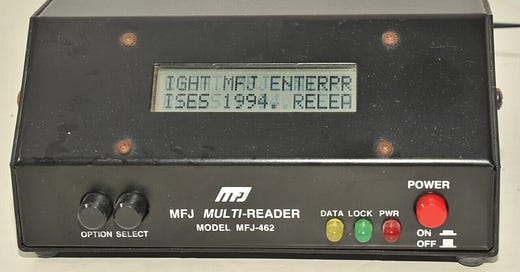 IGHT MFJ ENTERPR
ISES 1994. RELEA
MFJ
MFJ MULTI-READER
MODEL MFJ-462
OPTION SELECT
DATA LOCK PWR
POWER
ON
OFF